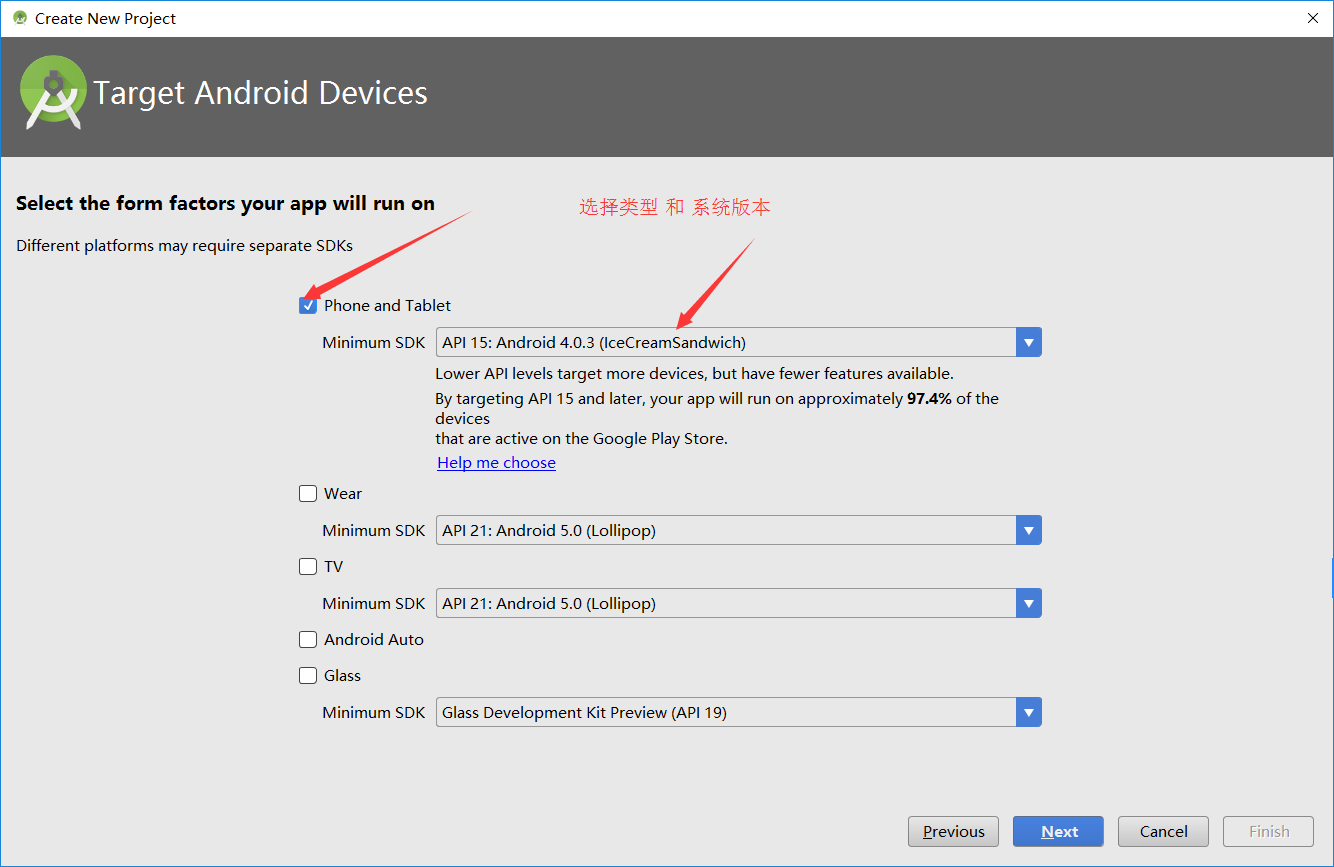 Create New Project
Target Android Devices
Select the form factors your app will run on
选择类型 和 系统版本
Different platforms may require separate SDKs
Phone and Tablet
Minimum SDK API 15: Android 4.0.3 (IceCreamSandwich)
Lower API levels target more devices, but have fewer features available.
By targeting API 15 and later, your app will run on approximately 97.4% of the
devices
that are active on the Google Play Store.
Help me choose
Wear
Minimum SDK API 21: Android 5.0 (Lollipop)
TV
Minimum SDK API 21: Android 5.0 (Lollipop)
Android Auto
Glass
Minimum SDK Glass Development Kit Preview (API 19)
Previous Next Cancel Finish